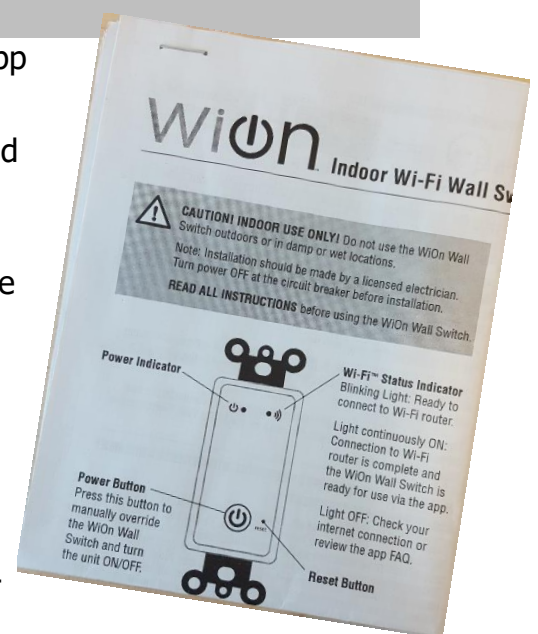 op
d
e
.
WiOn
Indoor Wi-Fi Wall Sw
CAUTION! INDOOR USE ONLY! Do not use the WiOn Wall
Switch outdoors or in damp or wet locations.
Note: Installation should be made by a licensed electrician.
Turn power OFF at the circuit breaker before installation.
READ ALL INSTRUCTIONS before using the WiOn Wall Switch.
Power Indicator
Wi-Fi™ Status Indicator
Blinking Light: Ready to
connect to Wi-Fi router.
Light continuously ON:
Connection to Wi-Fi
router is complete and
the WiOn Wall Switch is
ready for use via the app.
Light OFF: Check your
internet connection or
review the app FAQ.
Power Button
Press this button to
manually override
the WiOn Wall
Switch and turn
the unit ON/OFF.
RESET
Reset Button